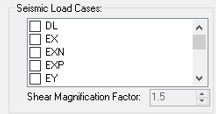 Seismic Load Cases:
DL
EX
EXN
EXP
EY
Shear Magnification Factor: 1.5